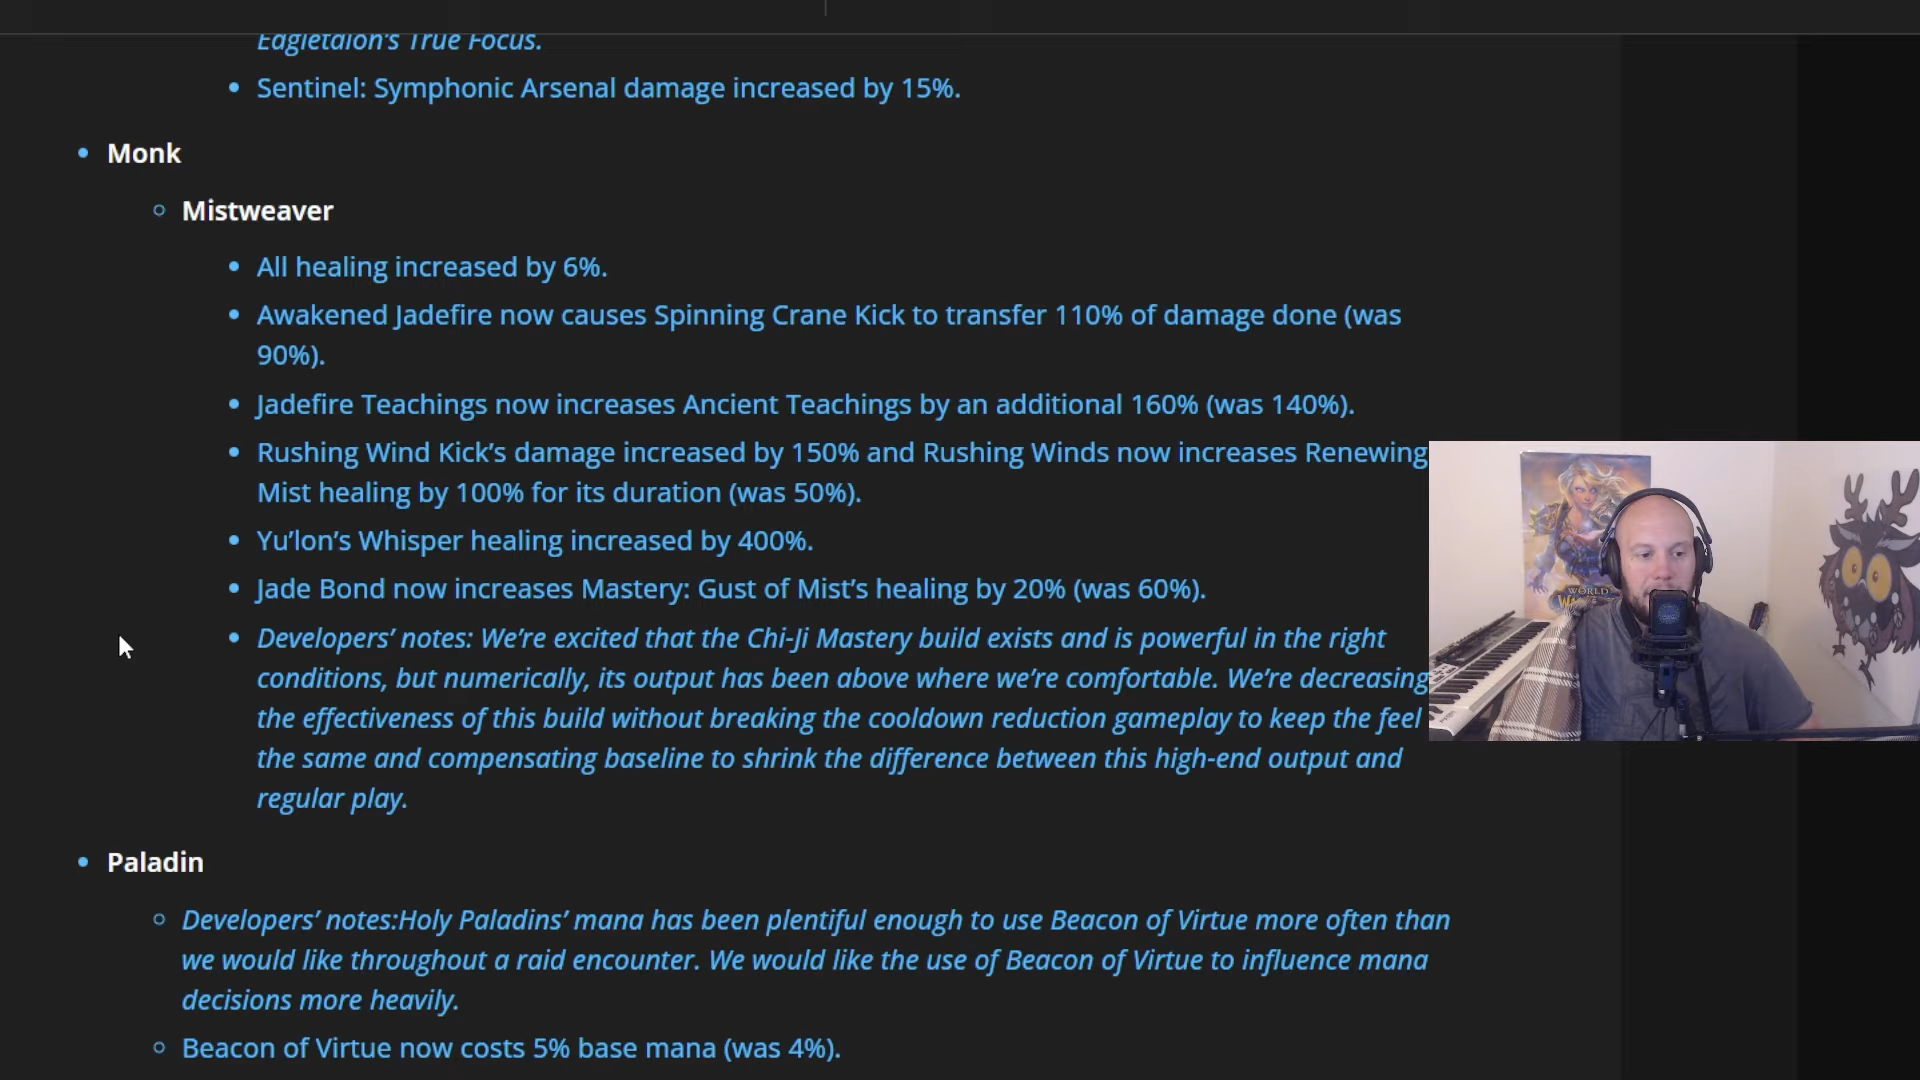 Eagletalon's True Focus.
• Sentinel: Symphonic Arsenal damage increased by 15%.
• Monk
○ Mistweaver
• All healing increased by 6%.
• Awakened Jadefire now causes Spinning Crane Kick to transfer 110% of damage done (was
90%).
• Jadefire Teachings now increases Ancient Teachings by an additional 160% (was 140%).
• Rushing Wind Kick’s damage increased by 150% and Rushing Winds now increases Renewing
Mist healing by 100% for its duration (was 50%).
• Yu’lon’s Whisper healing increased by 400%.
• Jade Bond now increases Mastery: Gust of Mist’s healing by 20% (was 60%).
• Developers’ notes: We’re excited that the Chi-Ji Mastery build exists and is powerful in the right
conditions, but numerically, its output has been above where we’re comfortable. We’re decreasing
the effectiveness of this build without breaking the cooldown reduction gameplay to keep the feel
the same and compensating baseline to shrink the difference between this high-end output and
regular play.
• Paladin
○ Developers’ notes:Holy Paladins’ mana has been plentiful enough to use Beacon of Virtue more often than
we would like throughout a raid encounter. We would like the use of Beacon of Virtue to influence mana
decisions more heavily.
○ Beacon of Virtue now costs 5% base mana (was 4%).
WORLD